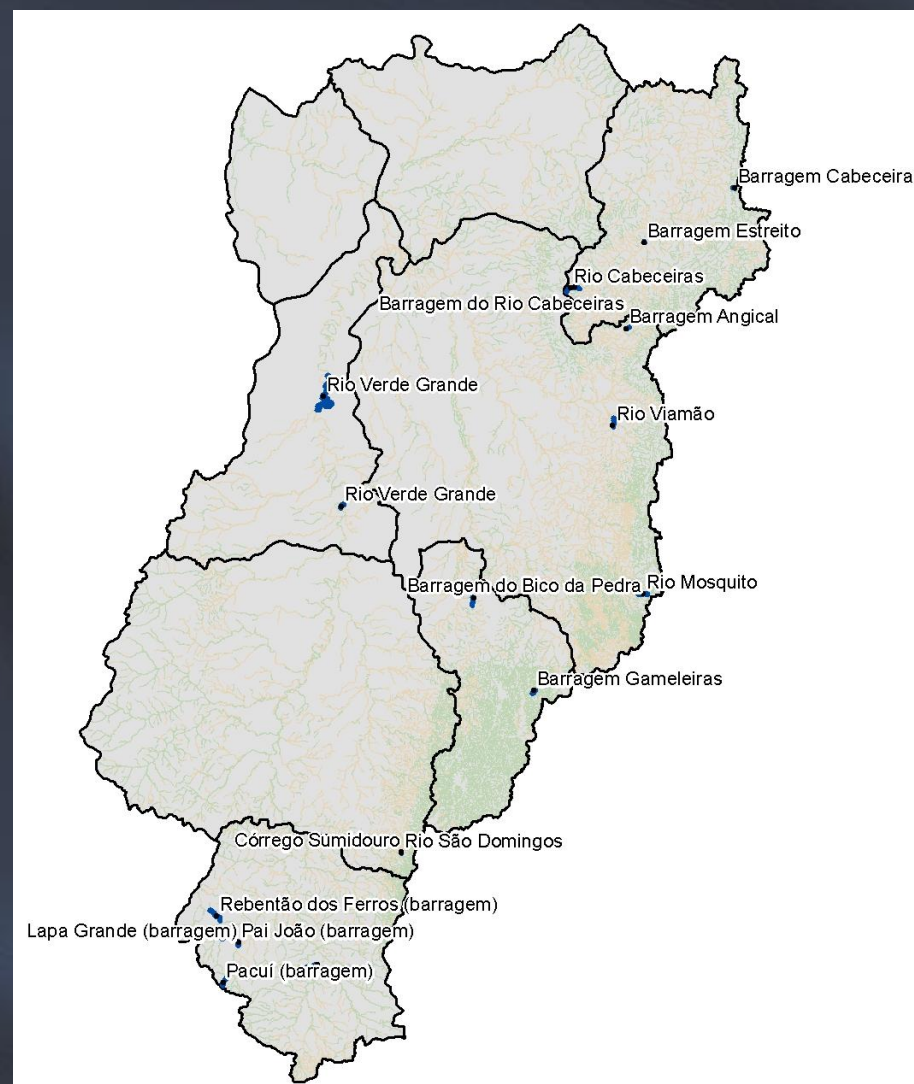 Barragem Cabeceira
Barragem Estreito
Rio Cabeceiras
Barragem do Rio Cabeceiras
Barragem Angical
Rio Verde Grande
Rio Viamão
Rio Verde Grande
Barragem do Bico da Pedra
Rio Mosquito
Barragem Gameleiras
Córrego Sumidouro
Rio São Domingos
Rebentão dos Ferros (barragem)
Lapa Grande (barragem)
Pai João (barragem)
Pacuí (barragem)